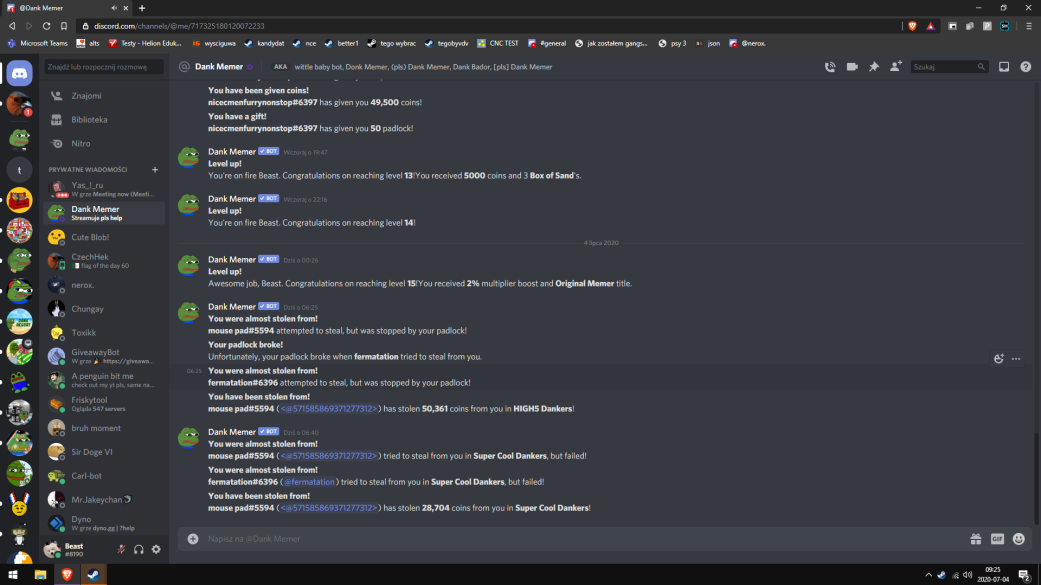 @Dank Memer
discord.com/channels/@me/717325180120072233
Microsoft Teams
alts
Testy - Helion Eduk...
wysciguwa
kandydat
nce
better1
tego wybrac
tegobyvdv
CNC TEST
#general
jak zostałem gangs...
psy 3
json
@nerox.
Znajdź lub rozpocznij rozmowę
@ Dank Memer
AKA
wittle baby bot, Donk Memer, (pls) Dank Memer, Dank Bador, [pls] Dank Memer
Szukaj
Znajomi
Biblioteka
Nitro
PRYWATNE WIADOMOŚCI
Yas_!_ru
W grze Meeting now (Meeti...
Dank Memer
Streamuje pls help
Cute Blob!
CzechHek
flag of the day 60
nerox.
Chungay
Toxikk
GiveawayBot
W grze https://giveawa...
A penguin bit me
check out my yt pls, same na...
Friskytool
Ogląda 547 servers
bruh moment
Sir Doge VI
Carl-bot
Mr.Jakeychan
Dyno
W grze dyno.gg | ?help
Beast
#8190
t
1
You have been given coins!
nicecmenfurrynonstop#6397 has given you 49,500 coins!
You have a gift!
nicecmenfurrynonstop#6397 has given you 50 padlock!
Dank Memer BOT Wczoraj o 19:47
Level up!
You're on fire Beast. Congratulations on reaching level 13!You received 5000 coins and 3 Box of Sand's.
Dank Memer BOT Wczoraj o 22:16
Level up!
You're on fire Beast. Congratulations on reaching level 14!
4 lipca 2020
Dank Memer BOT Dziś o 00:26
Level up!
Awesome job, Beast. Congratulations on reaching level 15!You received 2% multiplier boost and Original Memer title.
Dank Memer BOT Dziś o 06:25
You were almost stolen from!
mouse pad#5594 attempted to steal, but was stopped by your padlock!
Your padlock broke!
Unfortunately, your padlock broke when fermatation tried to steal from you.
06:25 You were almost stolen from!
fermatation#6396 attempted to steal, but was stopped by your padlock!
You have been stolen from!
mouse pad#5594 (<@571585869371277312>) has stolen 50,361 coins from you in HIGH5 Dankers!
Dank Memer BOT Dziś o 06:40
You were almost stolen from!
mouse pad#5594 (<@571585869371277312>) tried to steal from you in Super Cool Dankers, but failed!
You were almost stolen from!
fermatation#6396 (@fermatation) tried to steal from you in Super Cool Dankers, but failed!
You have been stolen from!
mouse pad#5594 (<@571585869371277312>) has stolen 28,704 coins from you in Super Cool Dankers!
Napisz na @Dank Memer
GIF
09:25
2020-07-04
2